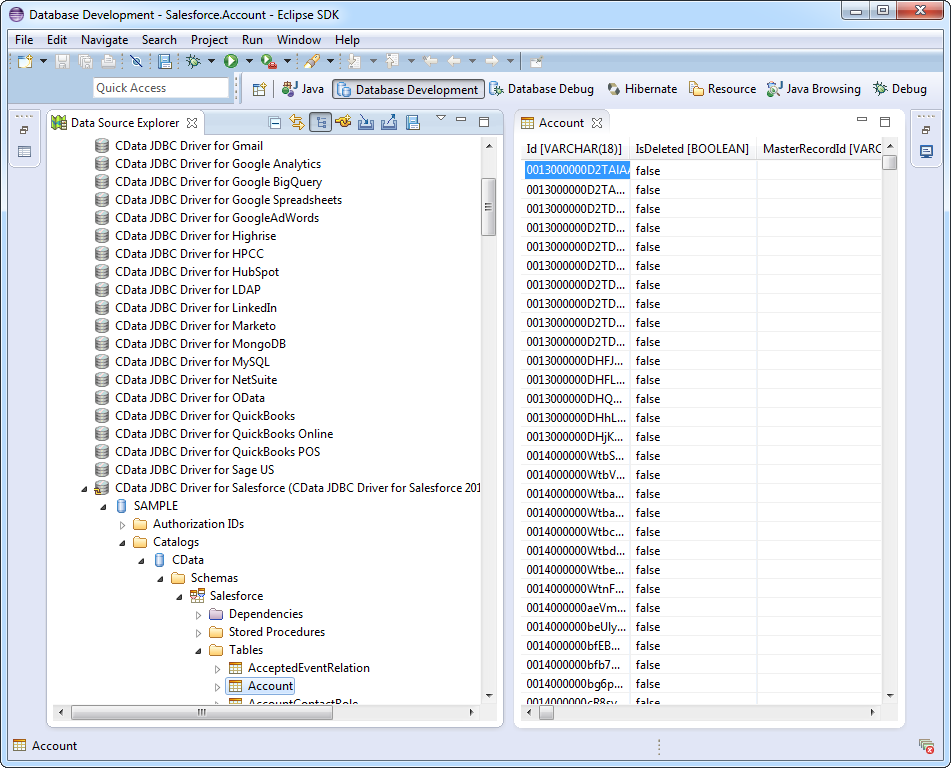 Database Development - Salesforce.Account - Eclipse SDK
File Edit Navigate Search Project Run Window Help
Quick Access
Java Database Development Database Debug Hibernate Resource Java Browsing Debug
Data Source Explorer
CData JDBC Driver for Gmail
CData JDBC Driver for Google Analytics
CData JDBC Driver for Google BigQuery
CData JDBC Driver for Google Spreadsheets
CData JDBC Driver for GoogleAdWords
CData JDBC Driver for Highrise
CData JDBC Driver for HPCC
CData JDBC Driver for HubSpot
CData JDBC Driver for LDAP
CData JDBC Driver for LinkedIn
CData JDBC Driver for Marketo
CData JDBC Driver for MongoDB
CData JDBC Driver for MySQL
CData JDBC Driver for NetSuite
CData JDBC Driver for OData
CData JDBC Driver for QuickBooks
CData JDBC Driver for QuickBooks Online
CData JDBC Driver for QuickBooks POS
CData JDBC Driver for Sage US
CData JDBC Driver for Salesforce (CData JDBC Driver for Salesforce 201
SAMPLE
Authorization IDs
Catalogs
CData
Schemas
Salesforce
Dependencies
Stored Procedures
Tables
AcceptedEventRelation
Account
AccountContactRole
Account
Id [VARCHAR(18)] IsDeleted [BOOLEAN] MasterRecordId [VARC
0013000000D2TAIAA false
0013000000D2TA... false
0013000000D2TD... false
0013000000D2TD... false
0013000000D2TD... false
0013000000D2TD... false
0013000000D2TD... false
0013000000D2TD... false
0013000000D2TD... false
0013000000D2TD... false
0013000000DHFJ... false
0013000000DHFL... false
0013000000DHQ... false
0013000000DHhL... false
0013000000DHjK... false
0014000000WtbS... false
0014000000WtbV... false
0014000000Wtba... false
0014000000Wtba... false
0014000000Wtbc... false
0014000000Wtbd... false
0014000000Wtbe... false
0014000000WtnF... false
0014000000aeVm... false
0014000000beUIy... false
0014000000bfEB... false
0014000000bfb7... false
0014000000bg6p... false
0014000000cR8sv... false
Account